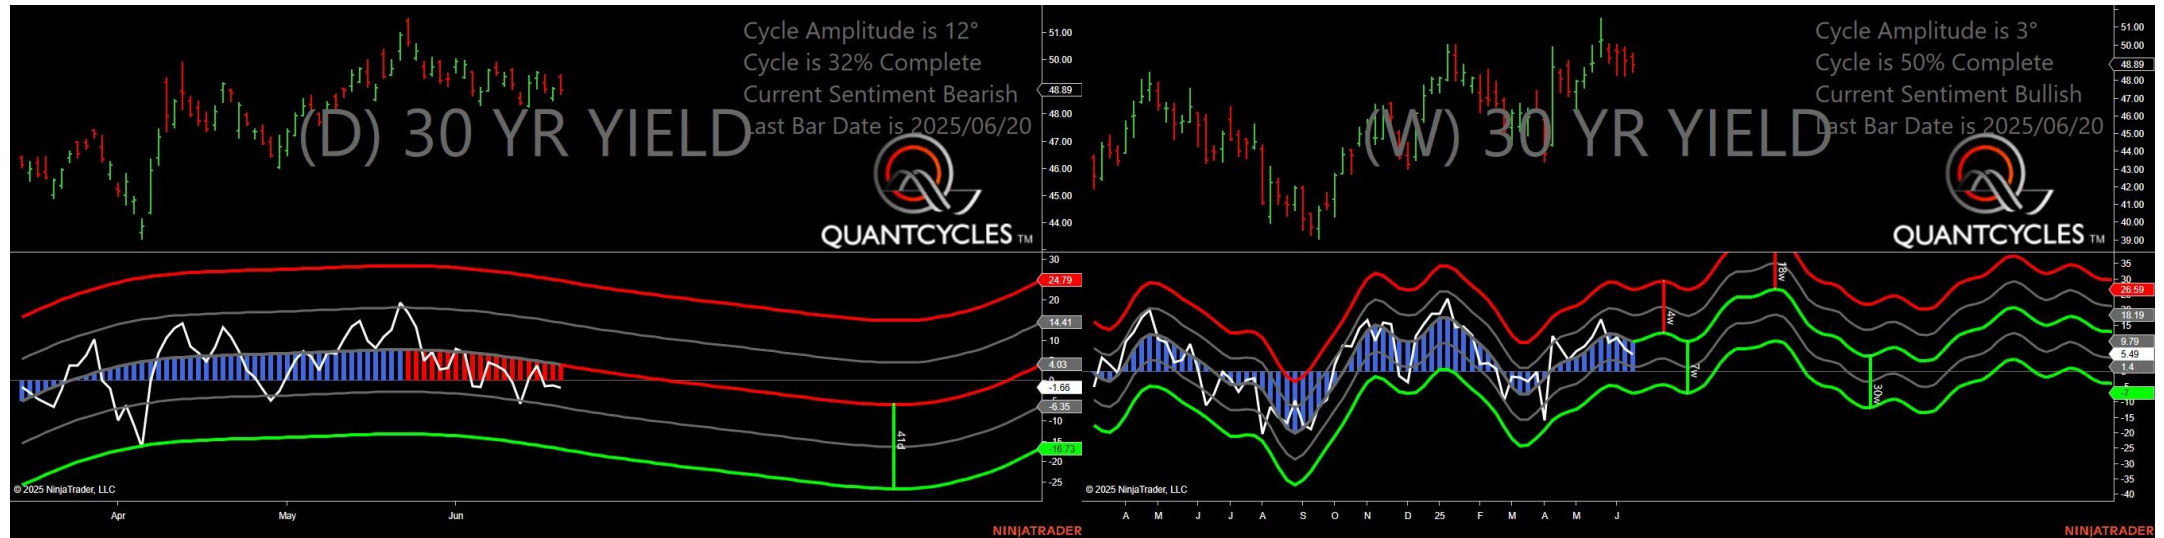 Cycle Amplitude is 12°
Cycle is 32% Complete
Current Sentiment Bearish
Last Bar Date is 2025/06/20
(D) 30 YR YIELD
QUANTCYCLES TM
51.00
50.00
48.89
48.00
47.00
46.00
45.00
44.00
30
24.79
20
14.41
10
4.03
-1.66
-6.35
-10
-15
-16.73
-20
-25
41d
© 2025 NinjaTrader, LLC
Apr
May
Jun
NINJATRADER
Cycle Amplitude is 3°
Cycle is 50% Complete
Current Sentiment Bullish
Last Bar Date is 2025/06/20
(W) 30 YR YIELD
QUANTCYCLES TM
51.00
50.00
48.89
48.00
47.00
46.00
45.00
44.00
43.00
42.00
41.00
40.00
39.00
35
30
26.59
18.19
15
9.79
5.49
1.4
-7
-10
-15
-20
-25
-30
-35
-40
4w
18w
7w
30w
© 2025 NinjaTrader, LLC
A M J J A S O N D 25 F M A M J
NINJATRADER